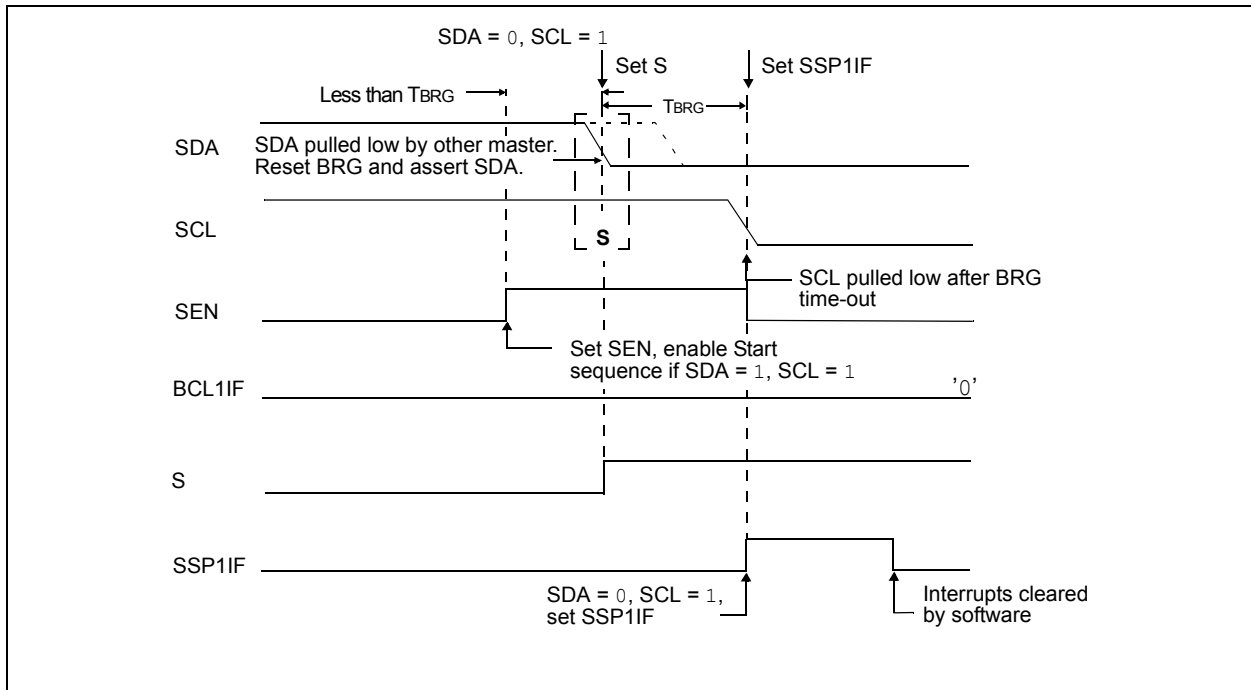 SDA = 0, SCL = 1
Set S
Set SSP1IF
Less than TBRG
TBRG
SDA
SDA pulled low by other master.
Reset BRG and assert SDA.
SCL
S
SCL pulled low after BRG
time-out
SEN
Set SEN, enable Start
sequence if SDA = 1, SCL = 1
BCL1IF
'0'
S
SSP1IF
SDA = 0, SCL = 1,
set SSP1IF
Interrupts cleared
by software